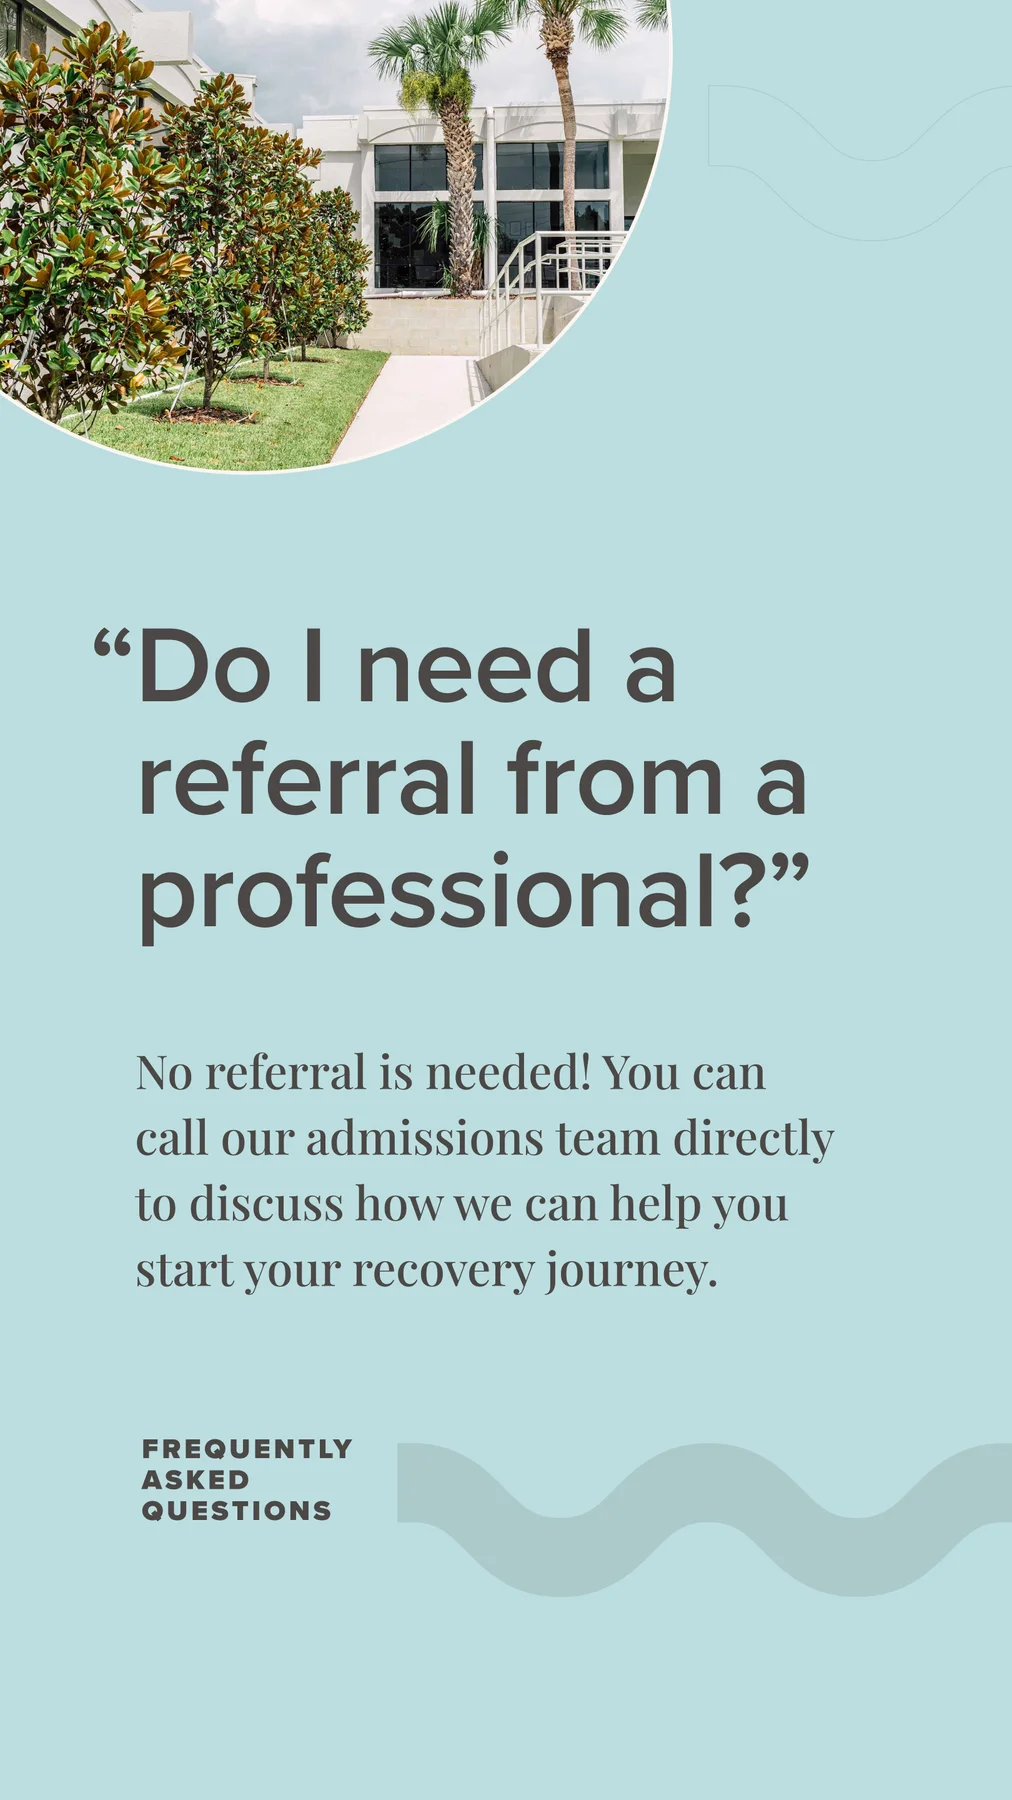 “Do I need a
referral from a
professional?”
No referral is needed! You can
call our admissions team directly
to discuss how we can help you
start your recovery journey.
FREQUENTLY
ASKED
QUESTIONS